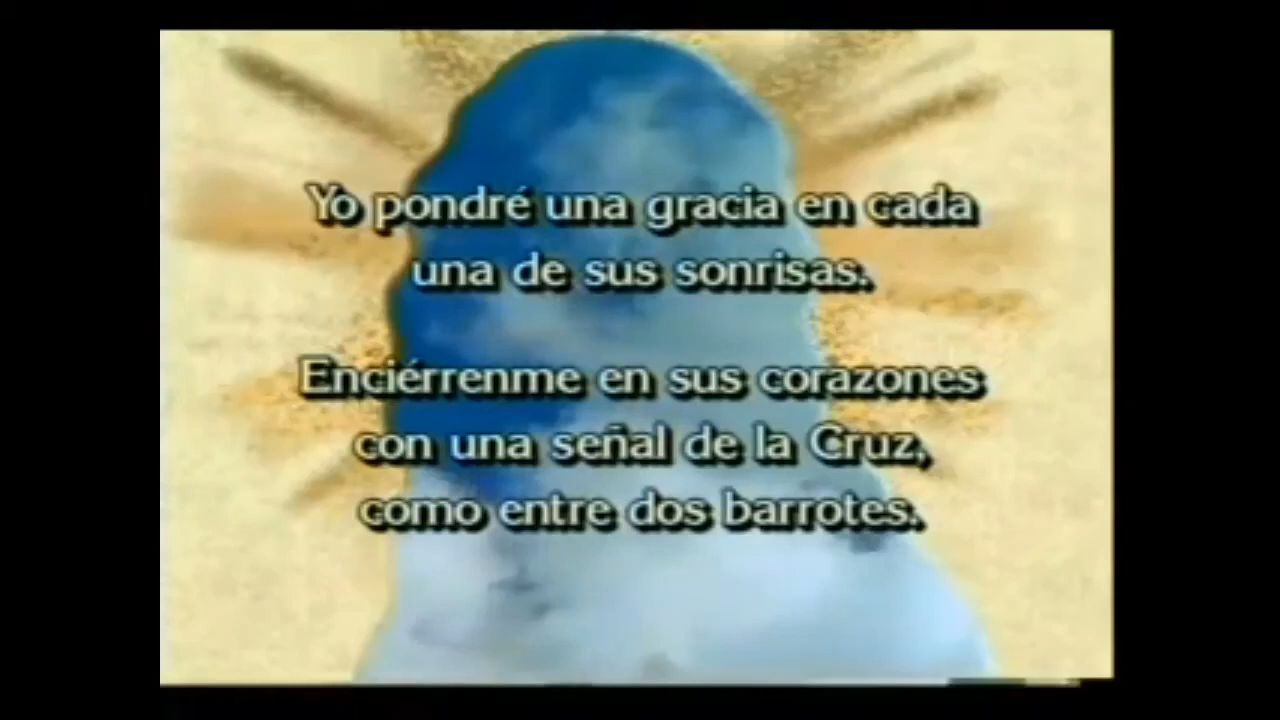 Yo pondré una gracia en cada
una de sus sonrisas.
Enciérrenme en sus corazones
con una señal de la Cruz,
como entre dos barrotes.